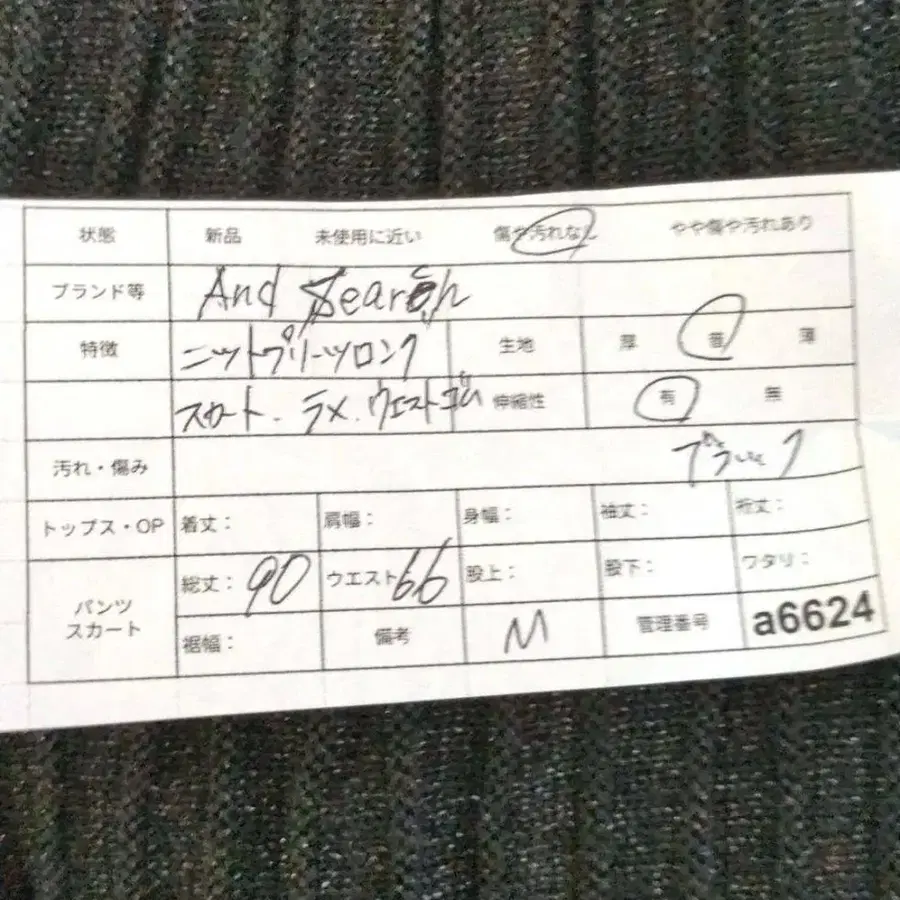 状態 新品 未使用に近い 傷や汚れなし やや傷や汚れあり
ブランド等 And Search
特徴 ニットプリーツロング 生地 厚 普 薄
スカート.ラメ.ウエストゴム 伸縮性 有 無
汚れ・傷み ブラック
トップス・OP 着丈: 肩幅: 身幅: 袖丈: 裄丈:
パンツ スカート 総丈: 90 ウエスト 66 股上: 股下: ワタリ:
裾幅: 備考 M 管理番号 a6624